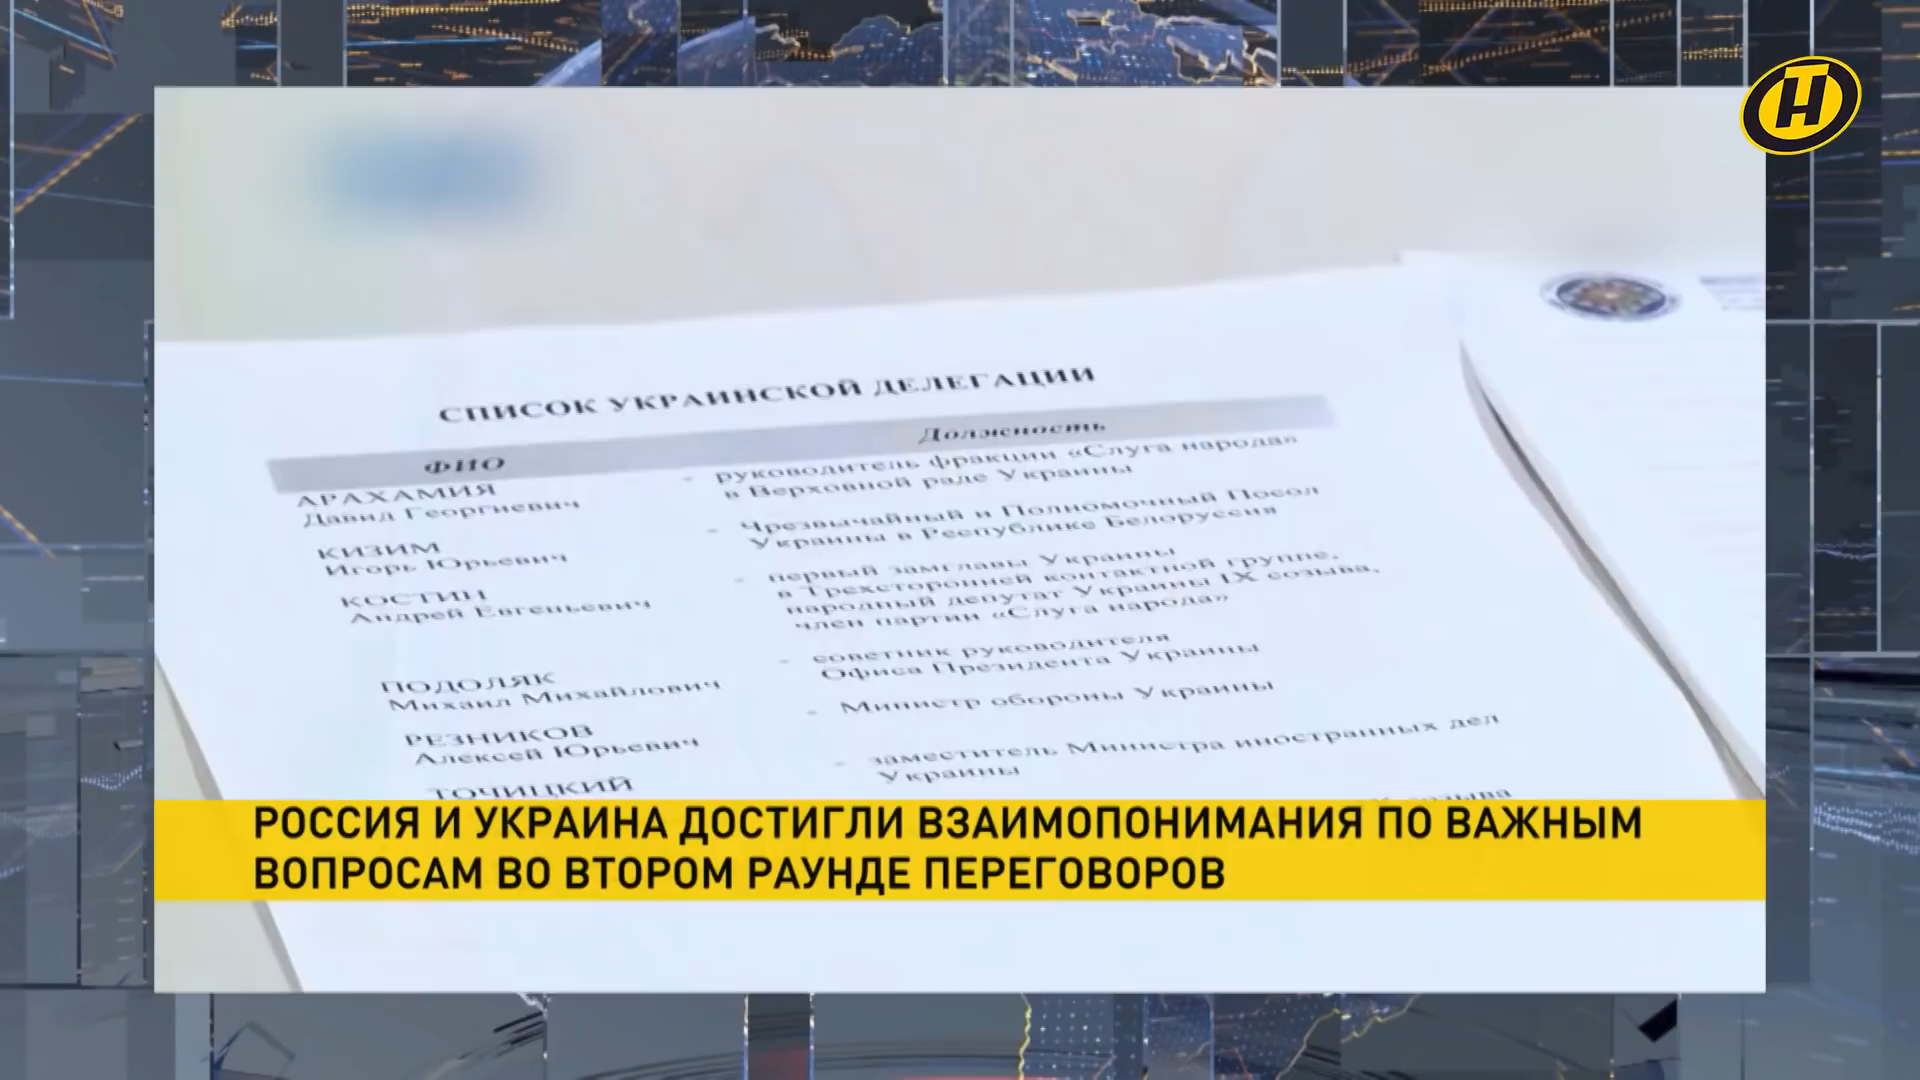 ОНТ
СПИСОК УКРАИНСКОЙ ДЕЛЕГАЦИИ
ФИО Должность
АРАХАМИЯ
Давид Георгиевич
- руководитель фракции «Слуга народа»
в Верховной раде Украины
КИЗИМ
Игорь Юрьевич
- Чрезвычайный и Полномочный Посол
Украины в Республике Белоруссия
КОСТИН
Андрей Евгеньевич
- первый замглавы Украины
в Трехсторонней контактной группе,
народный депутат Украины IX созыва,
член партии «Слуга народа»
ПОДОЛЯК
Михаил Михайлович
- советник руководителя
Офиса Президента Украины
РЕЗНИКОВ
Алексей Юрьевич
- Министр обороны Украины
ТОЧИЦКИЙ
- заместитель Министра иностранных дел
Украины
созыва
РОССИЯ И УКРАИНА ДОСТИГЛИ ВЗАИМОПОНИМАНИЯ ПО ВАЖНЫМ
ВОПРОСАМ ВО ВТОРОМ РАУНДЕ ПЕРЕГОВОРОВ